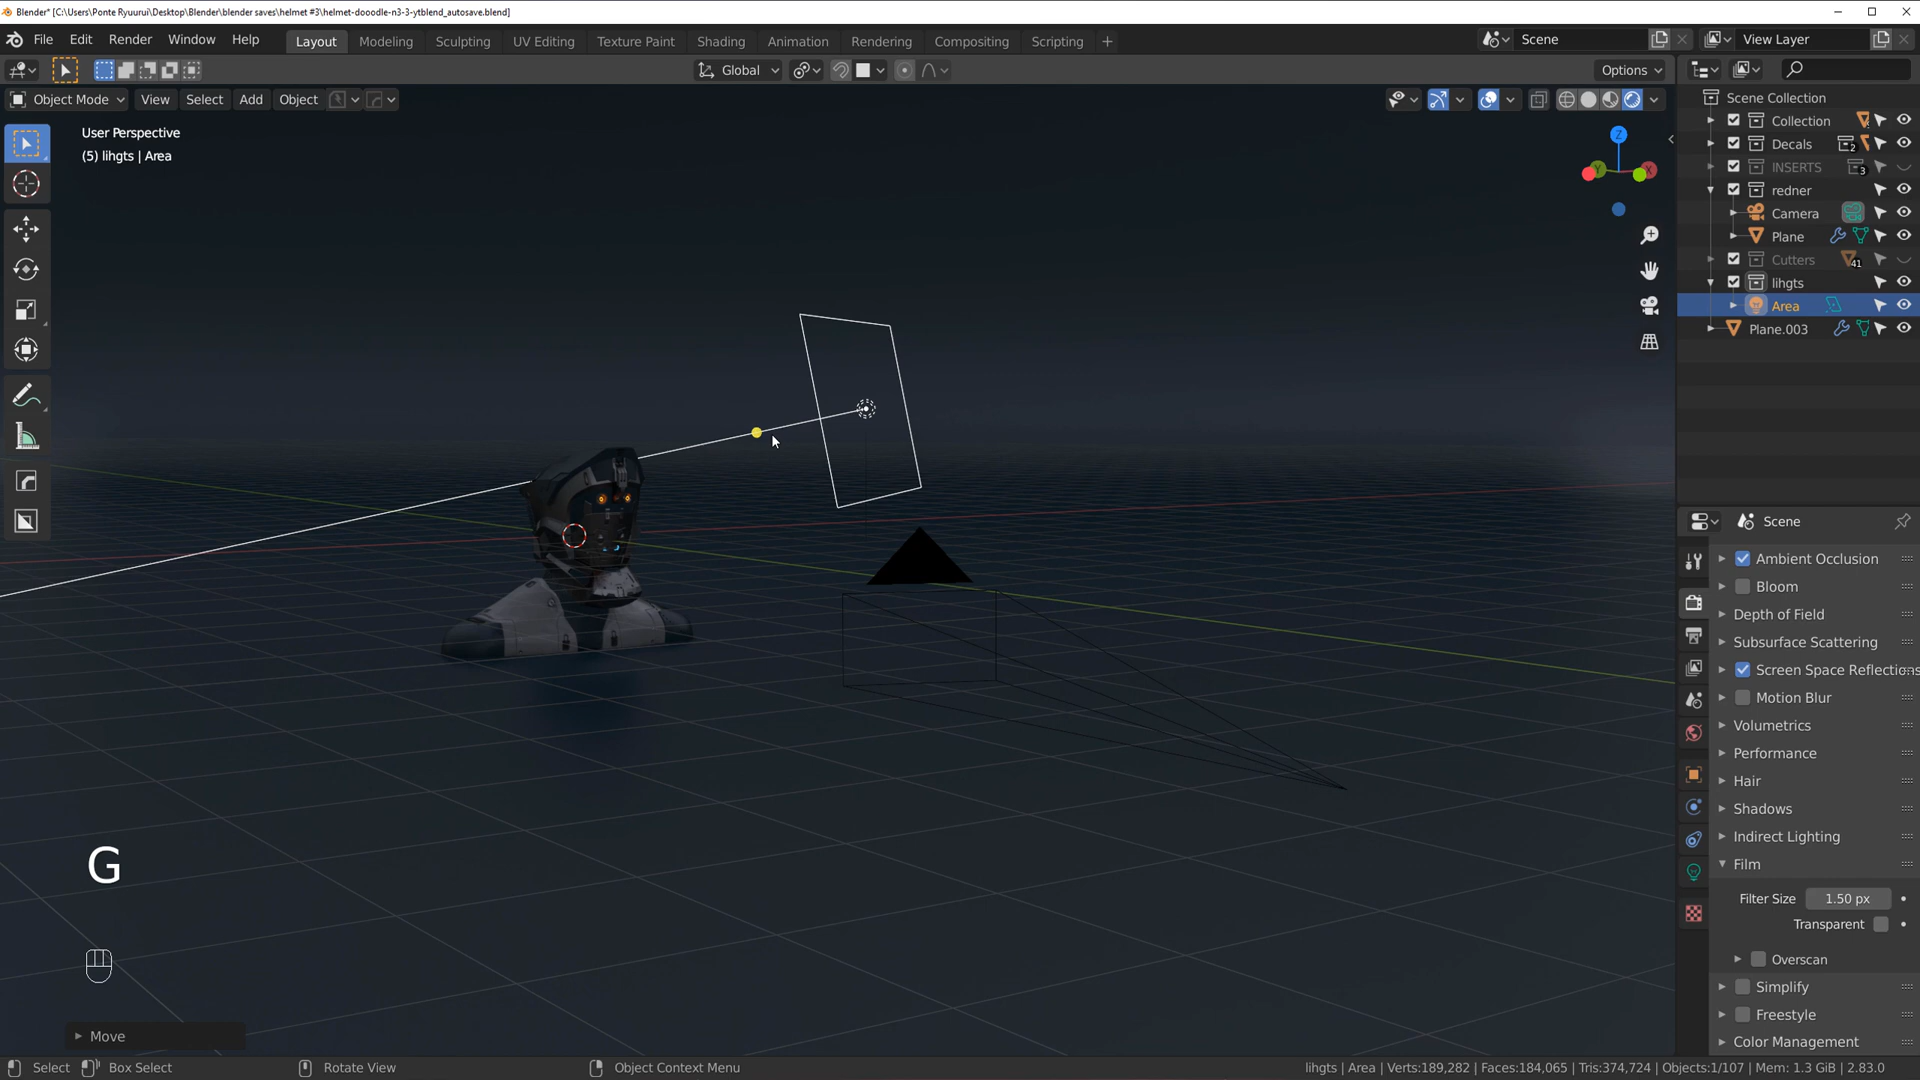 Blender* [C:\Users\Ponte Ryuurui\Desktop\Blender\blender saves\helmet #3\helmet-dooodle-n3-3-ytblend_autosave.blend]
File Edit Render Window Help Layout Modeling Sculpting UV Editing Texture Paint Shading Animation Rendering Compositing Scripting + Scene View Layer
Global Options
Object Mode View Select Add Object
User Perspective
(5) lihgts | Area
Z
Y X
Scene Collection
Collection
Decals 2
INSERTS 3
redner
Camera
Plane
Cutters 41
lihgts
Area
Plane.003
Scene
Ambient Occlusion
Bloom
Depth of Field
Subsurface Scattering
Screen Space Reflections
Motion Blur
Volumetrics
Performance
Hair
Shadows
Indirect Lighting
Film
Filter Size 1.50 px
Transparent
Overscan
Simplify
Freestyle
Color Management
G
Move
Select Box Select Rotate View Object Context Menu lihgts | Area | Verts:189,282 | Faces:184,065 | Tris:374,724 | Objects:1/107 | Mem: 1.3 GiB | 2.83.0